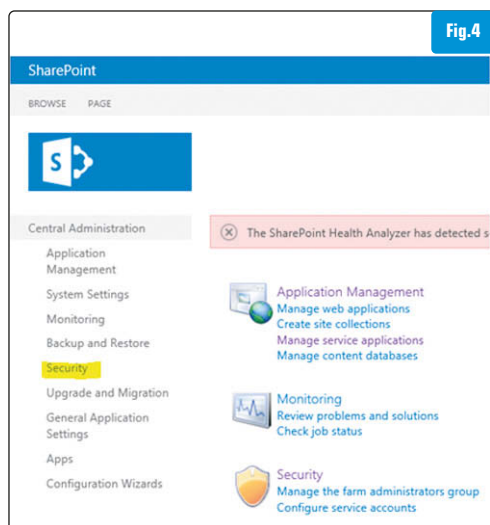 Fig.4
SharePoint
BROWSE PAGE
S
Central Administration
Application
Management
System Settings
Monitoring
Backup and Restore
Security
Upgrade and Migration
General Application
Settings
Apps
Configuration Wizards
The SharePoint Health Analyzer has detected s
Application Management
Manage web applications
Create site collections
Manage service applications
Manage content databases
Monitoring
Review problems and solutions
Check job status
Security
Manage the farm administrators group
Configure service accounts